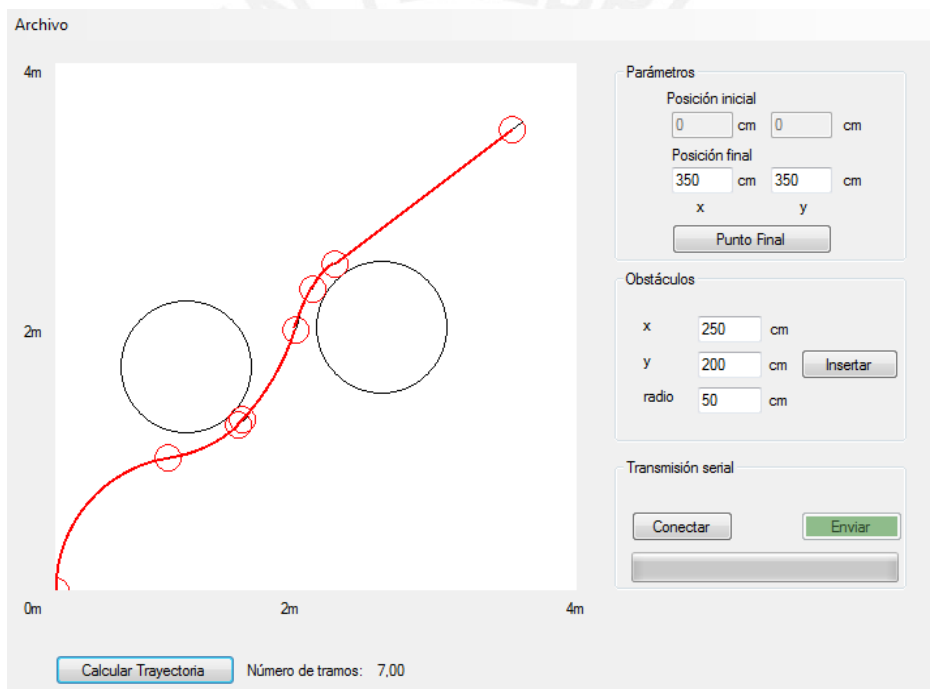 Archivo
4m
2m
0m
2m
4m
Calcular Trayectoria
Número de tramos: 7,00
Parámetros
Posición inicial
0 cm 0 cm
Posición final
350 cm 350 cm
x y
Punto Final
Obstáculos
x 250 cm
y 200 cm Insertar
radio 50 cm
Transmisión serial
Conectar Enviar